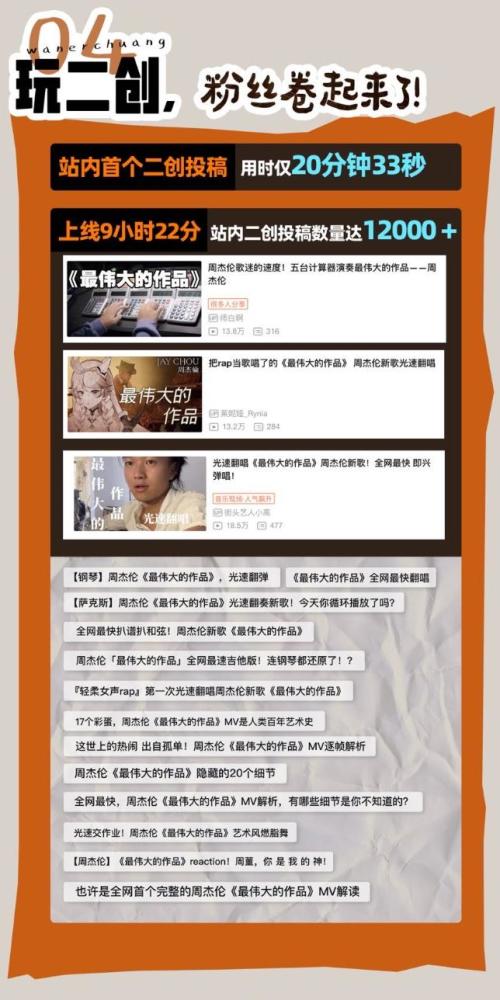 04
wanerchuang
玩二创,
粉丝卷起来了!
站内首个二创投稿 用时仅20分钟33秒
上线9小时22分 站内二创投稿数量达12000 +
《最伟大的作品》
周杰伦歌迷的速度！五台计算器演奏最伟大的作品——周
杰伦
很多人分享
师白啊
13.8万 316
JAY CHOU
周杰倫
最伟大的
作品
把rap当歌唱了的《最伟大的作品》 周杰伦新歌光速翻唱
茱妮娅_Rynia
13.2万 284
最伟大的
作品
光速翻唱
光速翻唱《最伟大的作品》周杰伦新歌！全网最快 即兴
弹唱！
音乐现场·人气飙升
街头艺人小高
18.5万 477
【钢琴】周杰伦《最伟大的作品》，光速翻弹
《最伟大的作品》全网最快翻唱
【萨克斯】周杰伦《最伟大的作品》光速翻奏新歌！今天你循环播放了吗？
全网最快扒谱扒和弦！周杰伦新歌《最伟大的作品》
周杰伦「最伟大的作品」全网最速吉他版！连钢琴都还原了！？
『轻柔女声rap』第一次光速翻唱周杰伦新歌《最伟大的作品》
17个彩蛋，周杰伦《最伟大的作品》MV是人类百年艺术史
这世上的热闹 出自孤单！周杰伦《最伟大的作品》MV逐帧解析
周杰伦《最伟大的作品》隐藏的20个细节
全网最快，周杰伦《最伟大的作品》MV解析，有哪些细节是你不知道的？
光速交作业！周杰伦《最伟大的作品》艺术风燃脂舞
【周杰伦】《最伟大的作品》reaction！周董，你 是 我 的 神！
也许是全网首个完整的周杰伦《最伟大的作品》MV解读